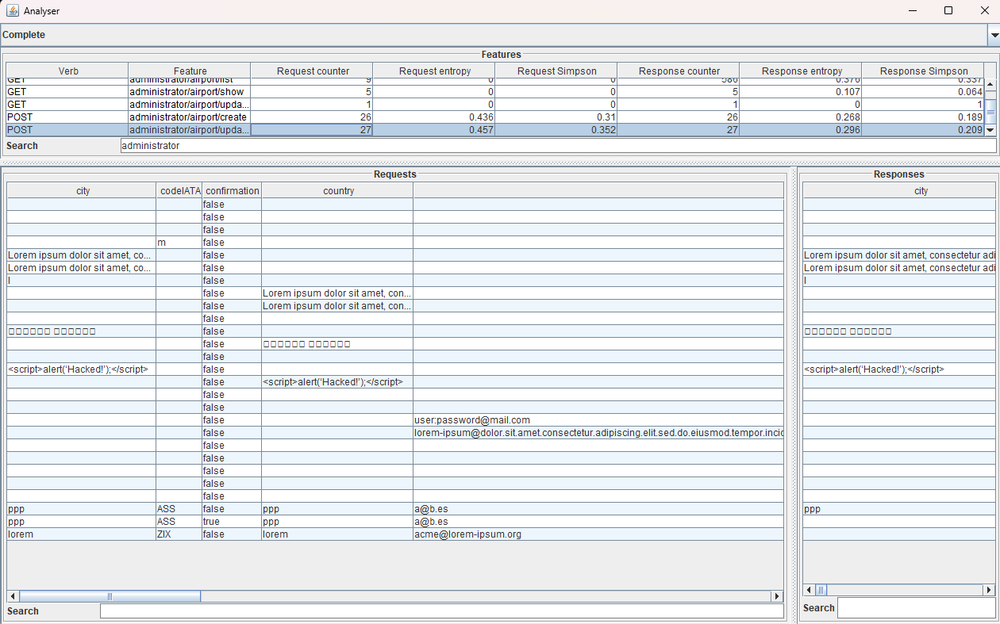 Analyser
Complete
Features
Verb Feature Request counter Request entropy Request Simpson Response counter Response entropy Response Simpson
GET administrator/airport/list 9 0 0 586 0.376 0.337
GET administrator/airport/show 5 0 0 5 0.107 0.064
GET administrator/airport/upda... 1 0 0 1 0 1
POST administrator/airport/create 26 0.436 0.31 26 0.268 0.189
POST administrator/airport/upda... 27 0.457 0.352 27 0.296 0.209
Search administrator
Requests Responses
city codeIATA confirmation country city
false
false
false
m false
Lorem ipsum dolor sit amet, co... false Lorem ipsum dolor sit amet, consectetur adi
Lorem ipsum dolor sit amet, co... false Lorem ipsum dolor sit amet, consectetur adi
l false l
false Lorem ipsum dolor sit amet, con...
false Lorem ipsum dolor sit amet, con...
false
□□□□□□ □□□□□□ false □□□□□□ □□□□□□
false □□□□□□ □□□□□□
false
<script>alert(‘Hacked!’);</script> false <script>alert(‘Hacked!’);</script>
false <script>alert(‘Hacked!’);</script>
false
false
false user:password@mail.com
false lorem-ipsum@dolor.sit.amet.consectetur.adipiscing.elit.sed.do.eiusmod.tempor.incid
false
false
false
false
false
ppp ASS false ppp a@b.es ppp
ppp ASS true ppp a@b.es
lorem ZIX false lorem acme@lorem-ipsum.org
Search Search